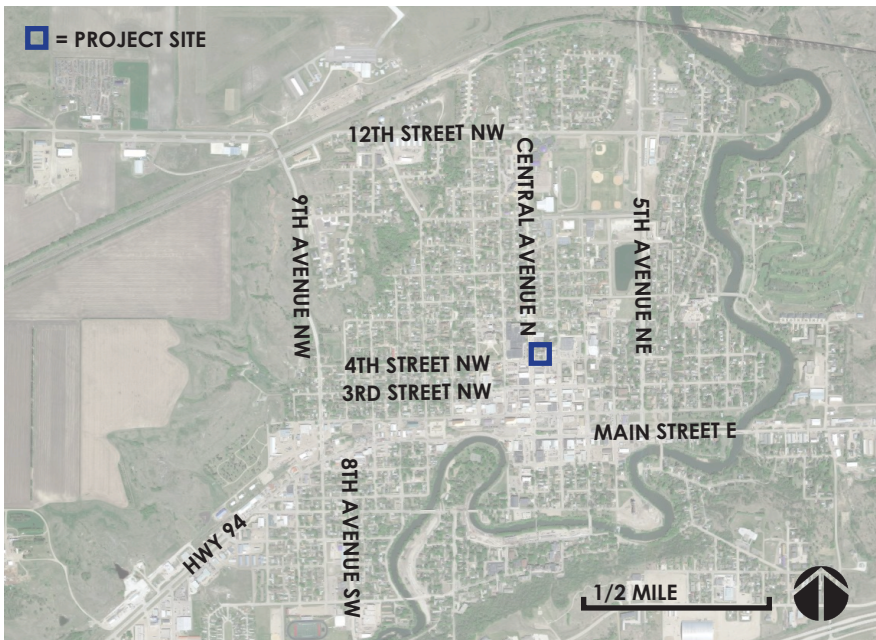 = PROJECT SITE
12TH STREET NW
CENTRAL AVENUE N
9TH AVENUE NW
5TH AVENUE NE
4TH STREET NW
3RD STREET NW
MAIN STREET E
8TH AVENUE SW
HWY 94
1/2 MILE